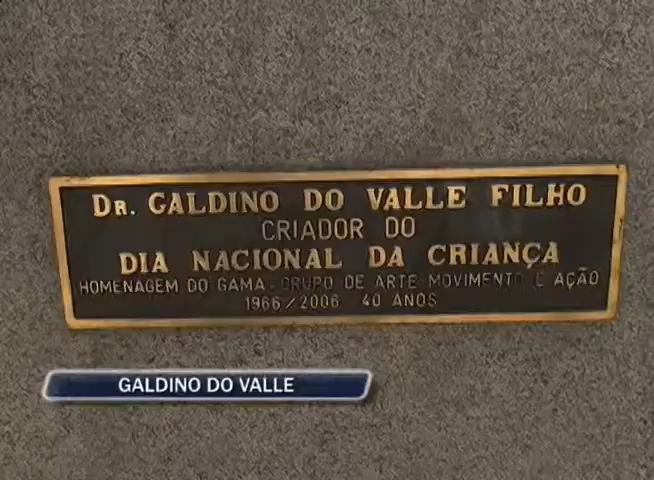 DR. GALDINO DO VALLE FILHO
CRIADOR DO
DIA NACIONAL DA CRIANÇA
HOMENAGEM DO GAMA - GRUPO DE ARTE MOVIMENTO E AÇÃO
1966/2006 40 ANOS
GALDINO DO VALLE